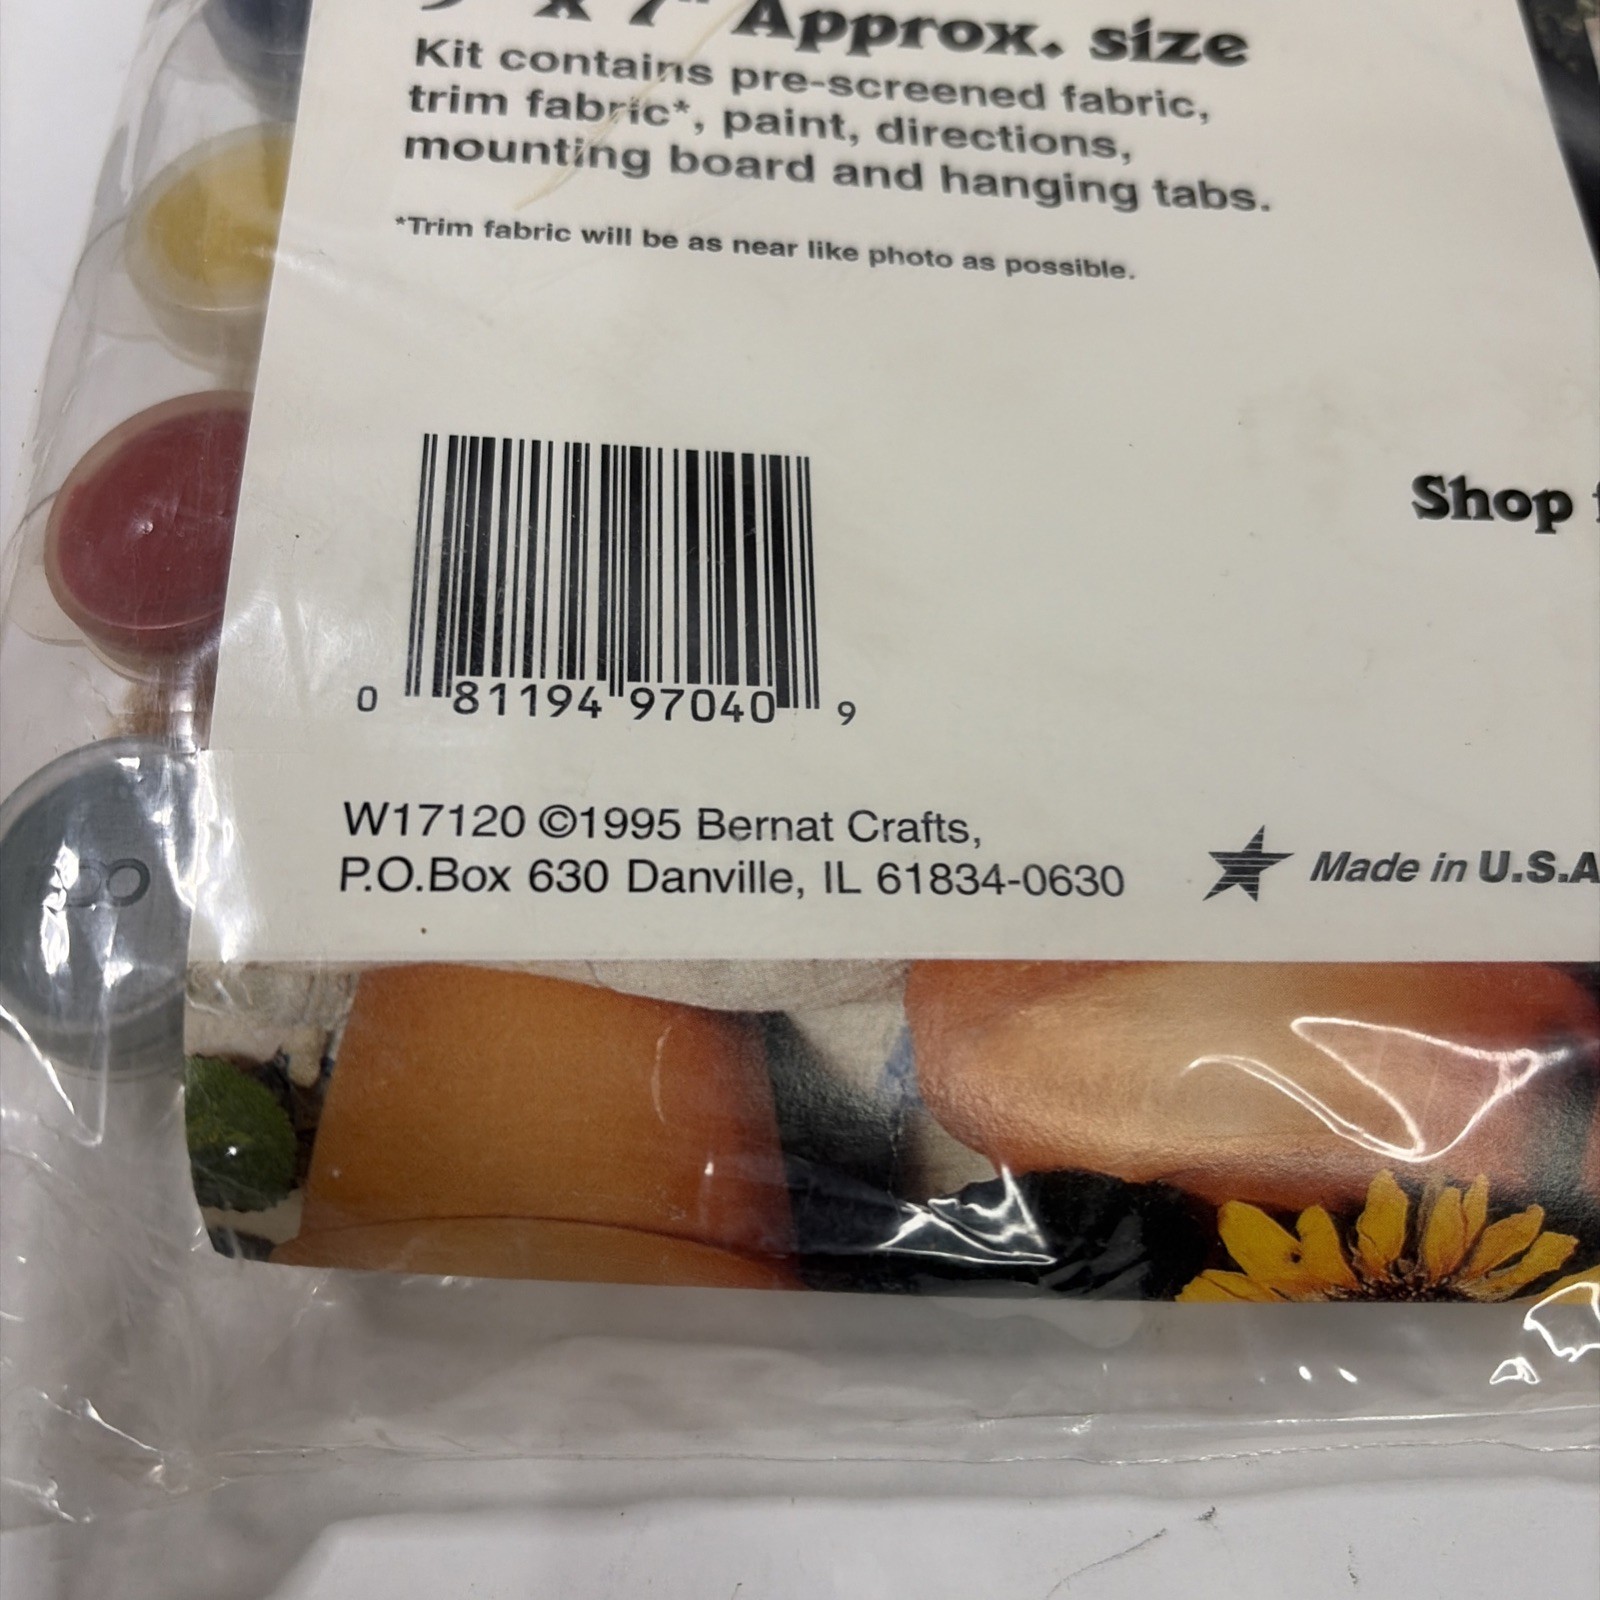 x 7" Approx. size
Kit contains pre-screened fabric,
trim fabric*, paint, directions,
mounting board and hanging tabs.
*Trim fabric will be as near like photo as possible.
Shop
0 81194 97040 9
W17120 ©1995 Bernat Crafts,
P.O.Box 630 Danville, IL 61834-0630
Made in U.S.A